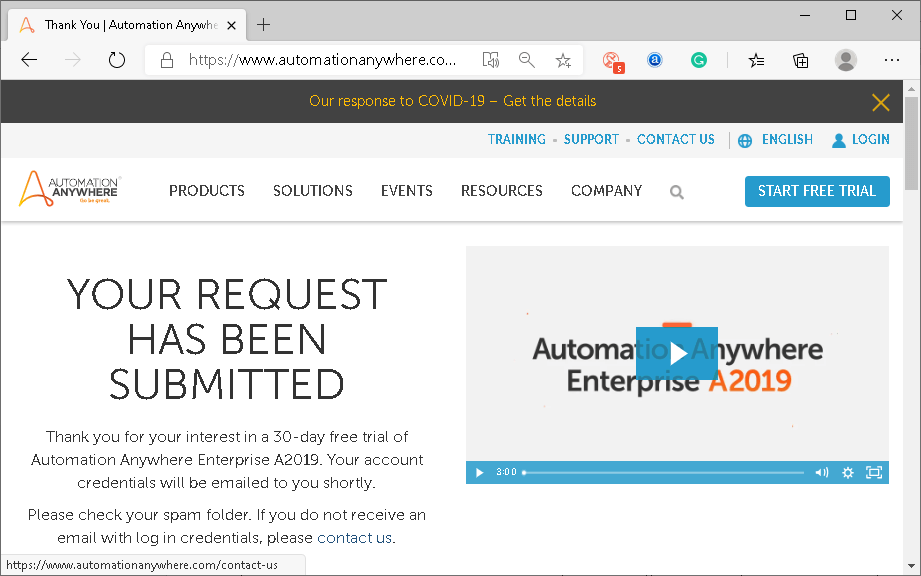 Thank You | Automation Anywhe
https://www.automationanywhere.co...
5
a
G
Our response to COVID-19 – Get the details
TRAINING
SUPPORT
CONTACT US
ENGLISH
LOGIN
AUTOMATION
ANYWHERE
Go be great.
PRODUCTS
SOLUTIONS
EVENTS
RESOURCES
COMPANY
START FREE TRIAL
YOUR REQUEST
HAS BEEN
SUBMITTED
Thank you for your interest in a 30-day free trial of
Automation Anywhere Enterprise A2019. Your account
credentials will be emailed to you shortly.
Please check your spam folder. If you do not receive an
email with log in credentials, please contact us.
Automation Anywhere
Enterprise A2019
3:00
https://www.automationanywhere.com/contact-us